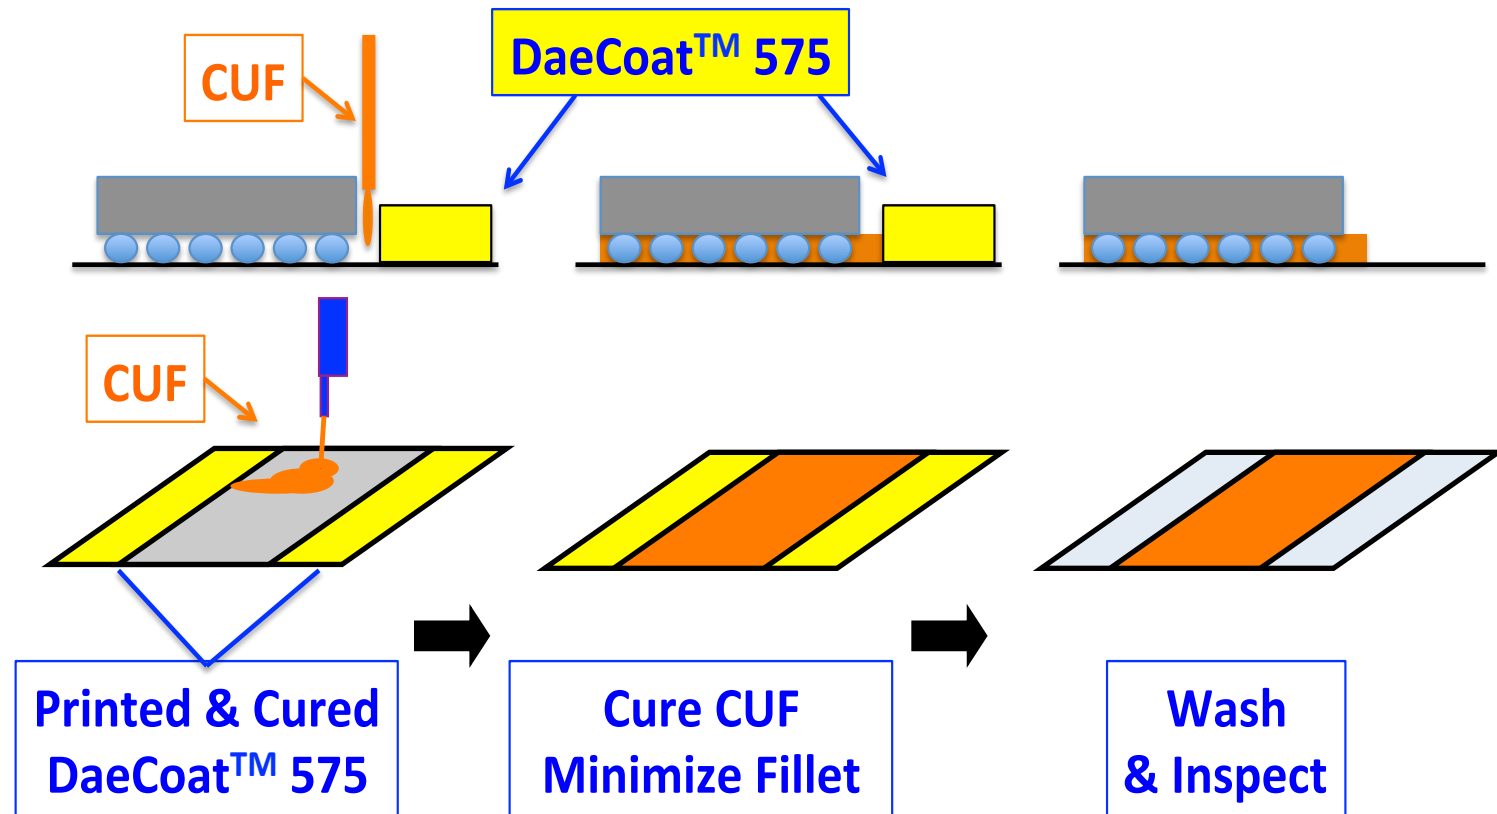 CUF
DaeCoat™ 575
CUF
Printed & Cured
DaeCoat™ 575
Cure CUF
Minimize Fillet
Wash
& Inspect